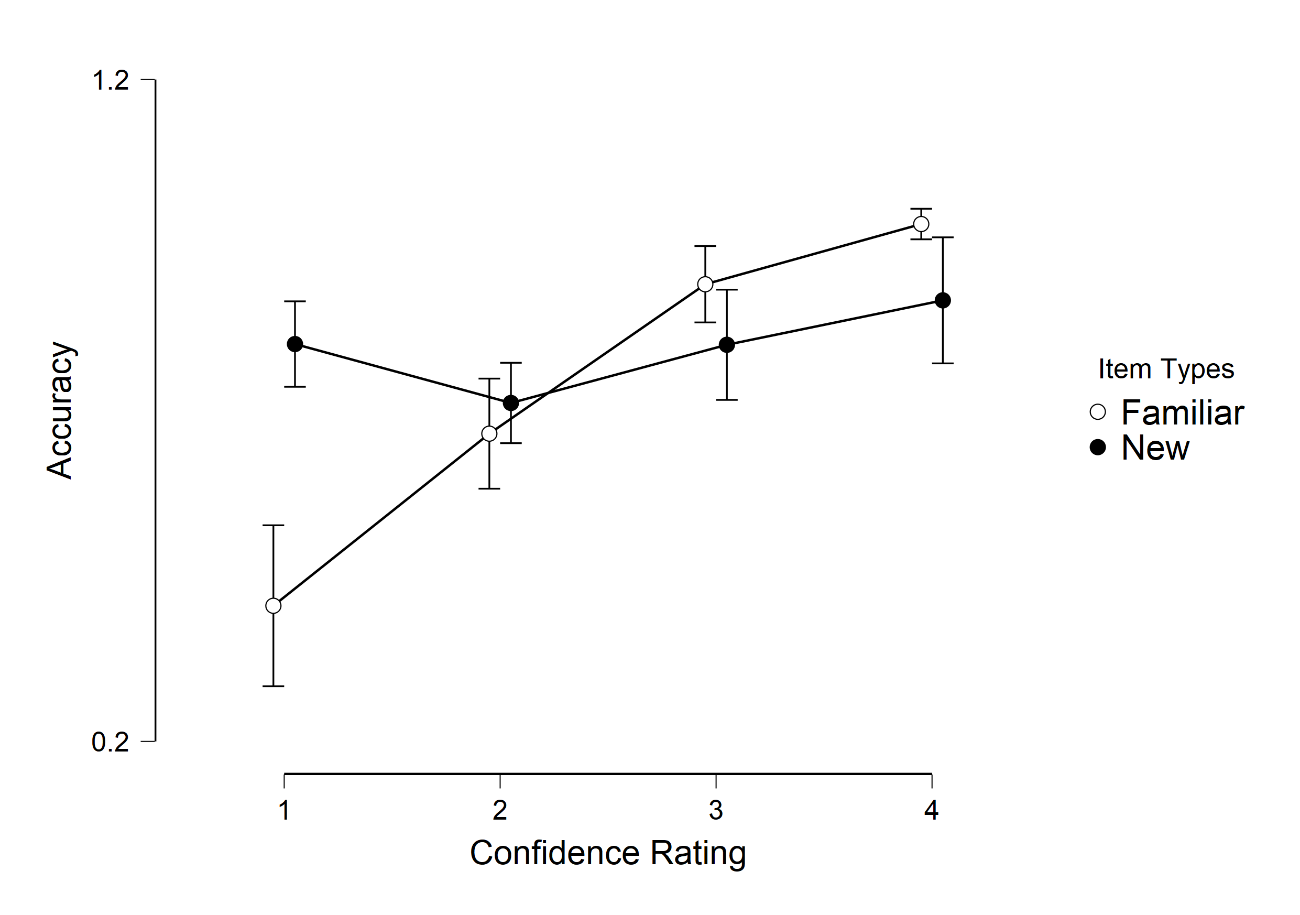 1.2
Accuracy
0.2
1 2 3 4
Confidence Rating
Item Types
Familiar
New